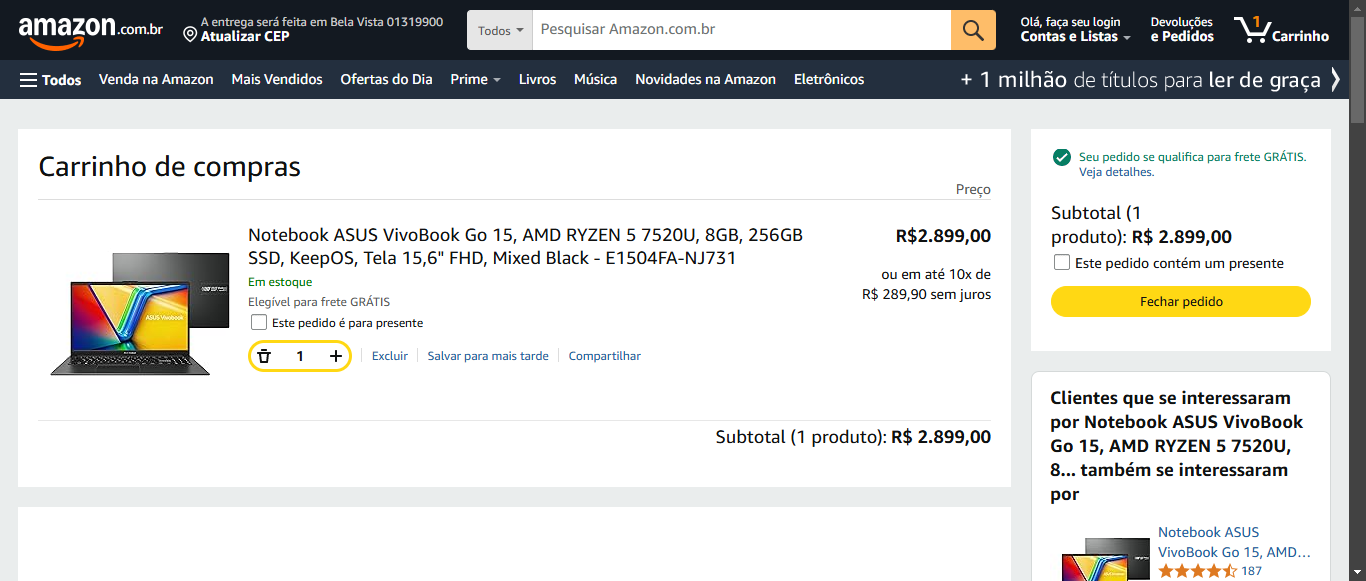 amazon.com.br
A entrega será feita em Bela Vista 01319900
Atualizar CEP
Todos
Pesquisar Amazon.com.br
Olá, faça seu login
Contas e Listas
Devoluções
e Pedidos
1
Carrinho
Todos
Venda na Amazon
Mais Vendidos
Ofertas do Dia
Prime
Livros
Música
Novidades na Amazon
Eletrônicos
+ 1 milhão de títulos para ler de graça
Carrinho de compras
Preço
Notebook ASUS VivoBook Go 15, AMD RYZEN 5 7520U, 8GB, 256GB
SSD, KeepOS, Tela 15,6" FHD, Mixed Black - E1504FA-NJ731
R$2.899,00
ou em até 10x de
R$ 289,90 sem juros
Em estoque
Elegível para frete GRÁTIS
Este pedido é para presente
1
Excluir
Salvar para mais tarde
Compartilhar
ASUS Vivobook
Subtotal (1 produto): R$ 2.899,00
Seu pedido se qualifica para frete GRÁTIS.
Veja detalhes.
Subtotal (1
produto): R$ 2.899,00
Este pedido contém um presente
Fechar pedido
Clientes que se interessaram
por Notebook ASUS VivoBook
Go 15, AMD RYZEN 5 7520U,
8... também se interessaram
por
Notebook ASUS
VivoBook Go 15, AMD…
187